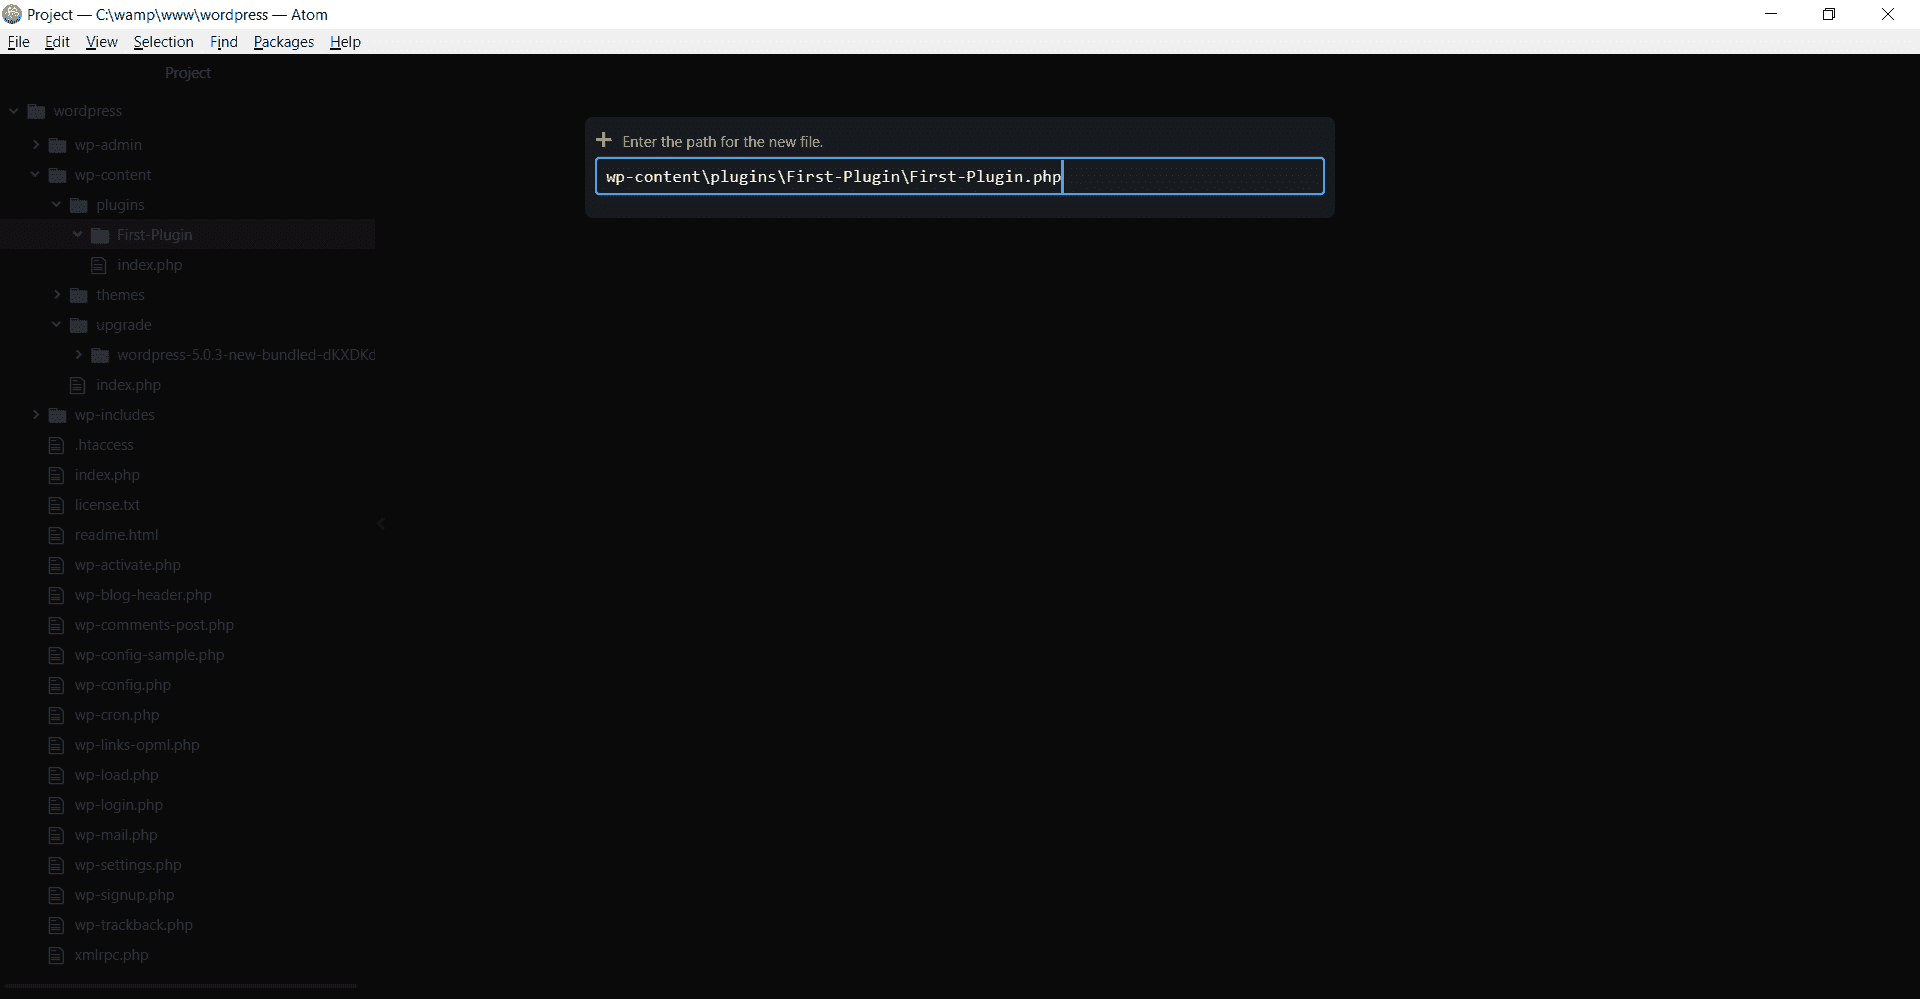 Project — C:\wamp\www\wordpress — Atom
File Edit View Selection Find Packages Help
Project
wordpress
wp-admin
wp-content
plugins
First-Plugin
index.php
themes
upgrade
wordpress-5.0.3-new-bundled-dKXDKc
index.php
wp-includes
.htaccess
index.php
license.txt
readme.html
wp-activate.php
wp-blog-header.php
wp-comments-post.php
wp-config-sample.php
wp-config.php
wp-cron.php
wp-links-opml.php
wp-load.php
wp-login.php
wp-mail.php
wp-settings.php
wp-signup.php
wp-trackback.php
xmlrpc.php
Enter the path for the new file.
wp-content\plugins\First-Plugin\First-Plugin.php